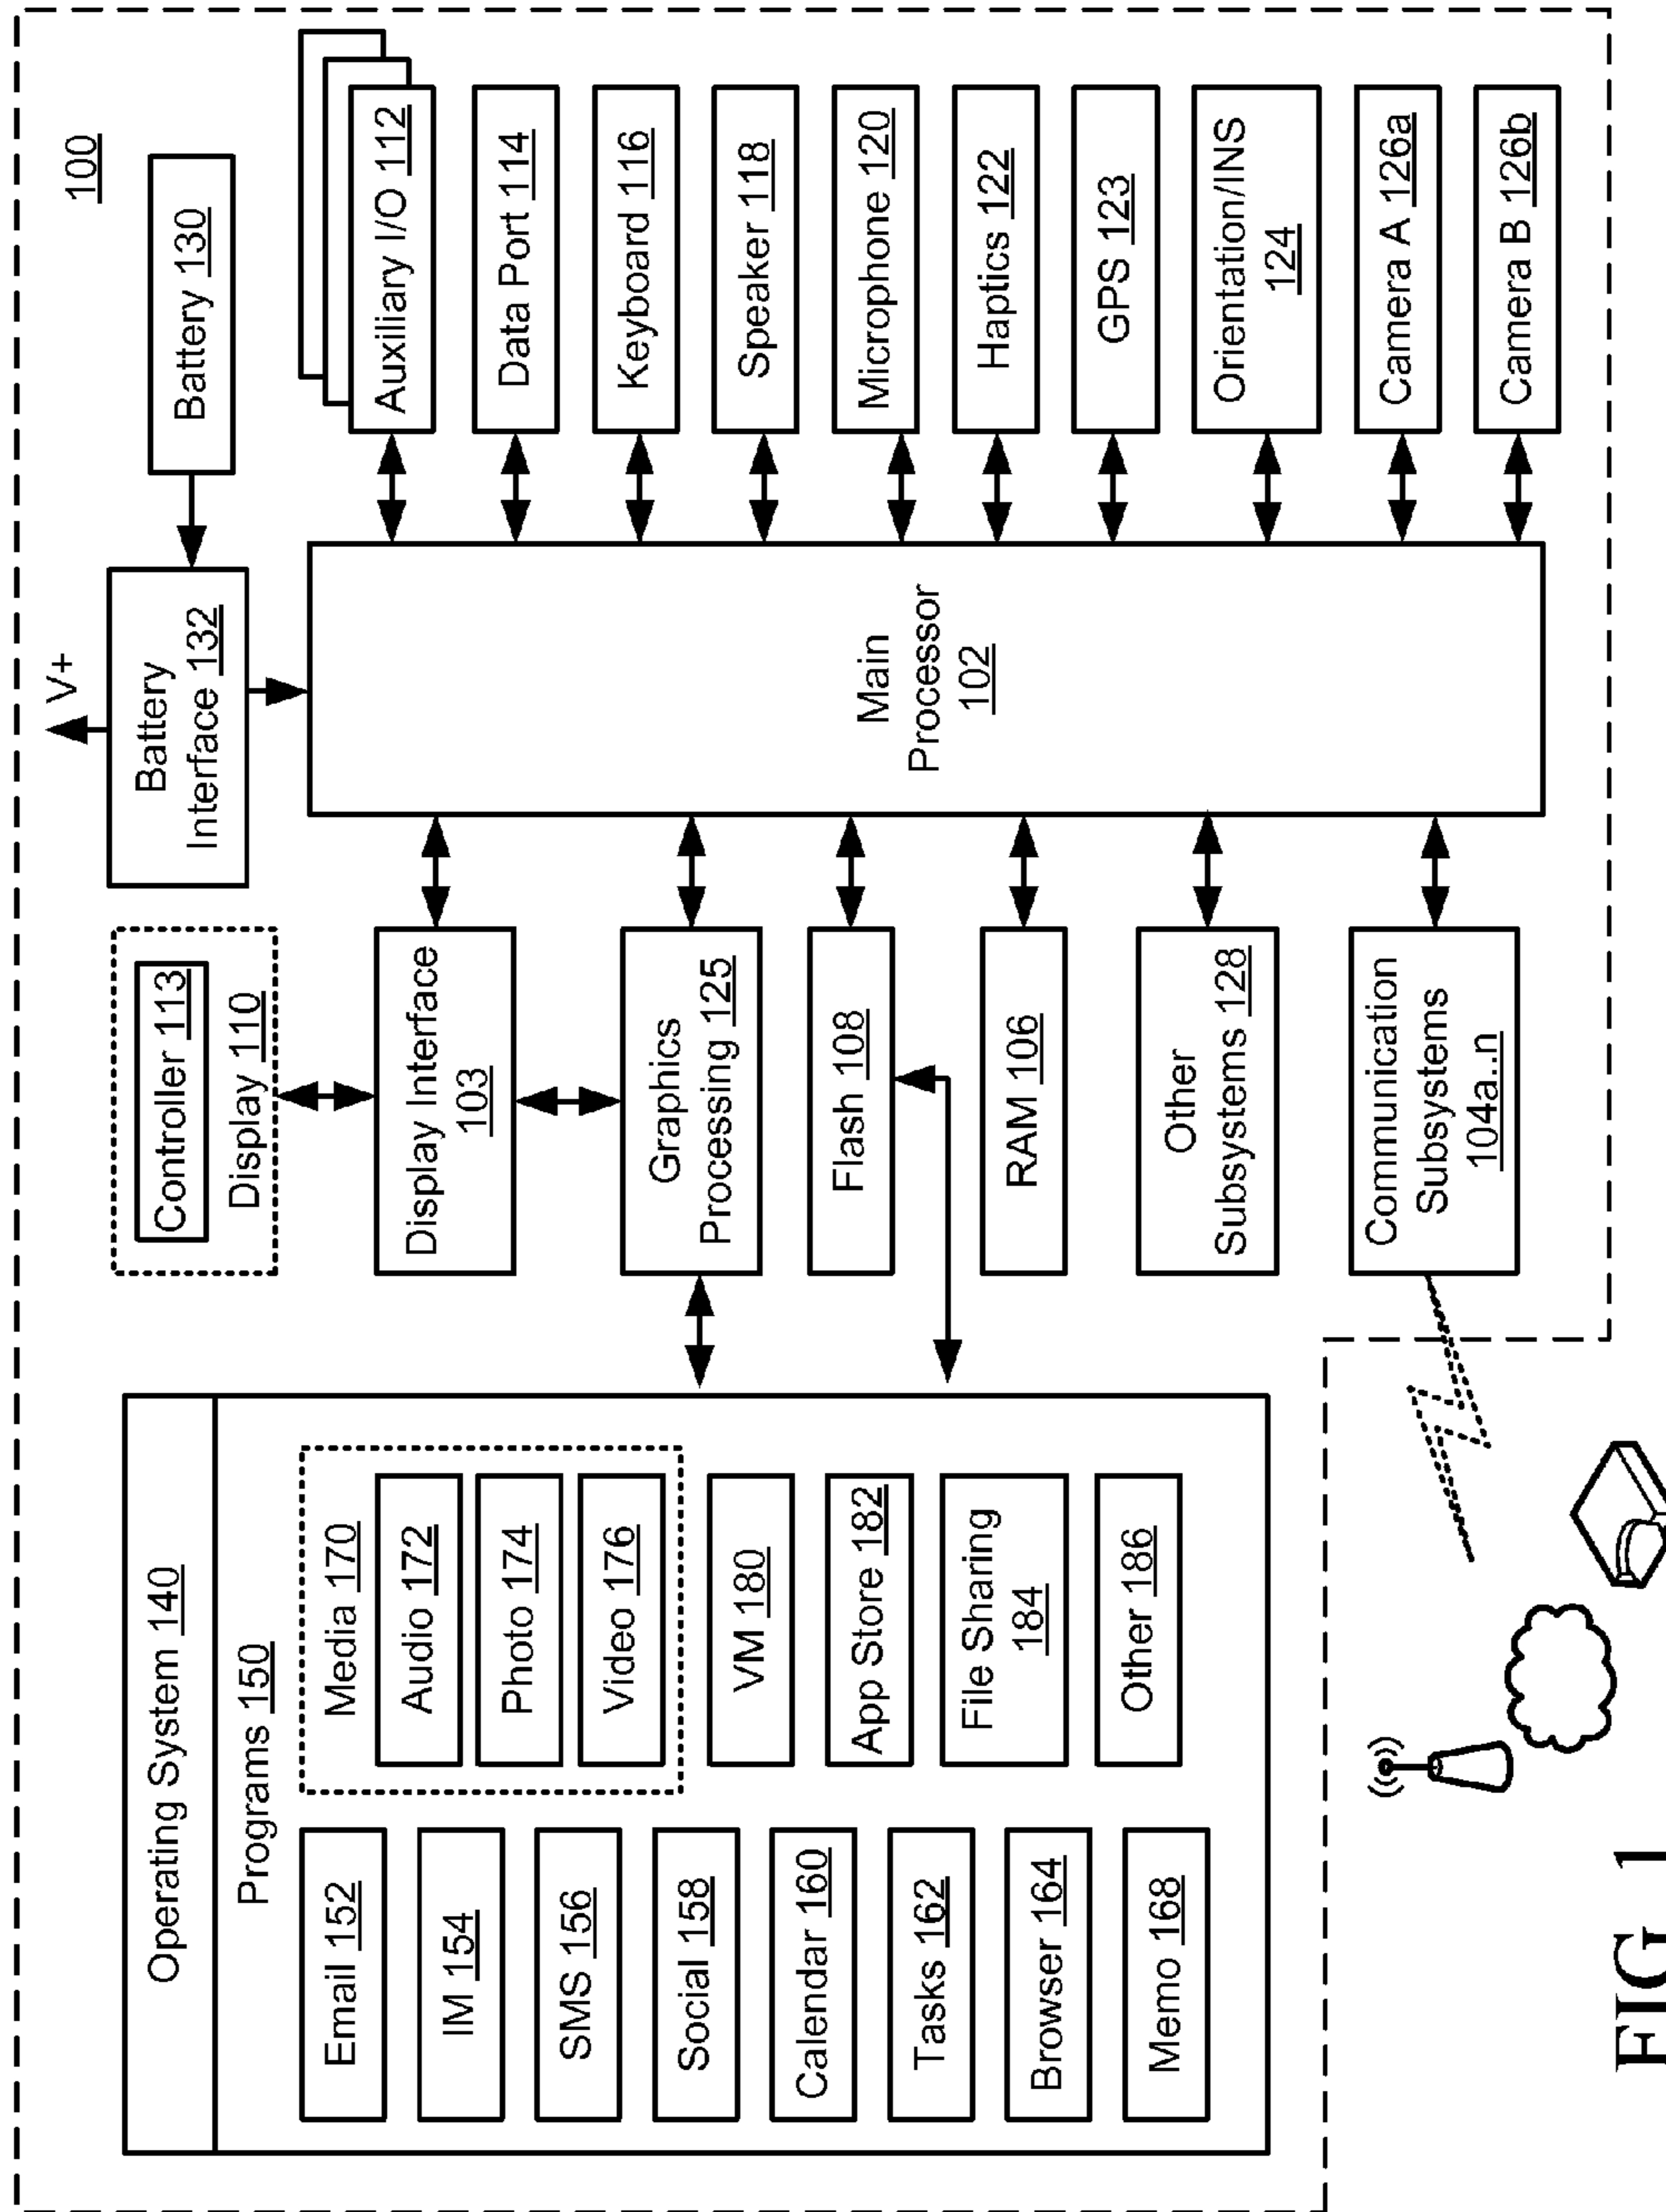 100
V+
Battery
Interface 132
Battery 130
Operating System 140
Programs 150
Email 152
IM 154
SMS 156
Social 158
Calendar 160
Tasks 162
Browser 164
Memo 168
Media 170
Audio 172
Photo 174
Video 176
VM 180
App Store 182
File Sharing
184
Other 186
Controller 113
Display 110
Display Interface
103
Graphics
Processing 125
Flash 108
RAM 106
Other
Subsystems 128
Communication
Subsystems
104a..n
Main
Processor
102
Auxiliary I/O 112
Data Port 114
Keyboard 116
Speaker 118
Microphone 120
Haptics 122
GPS 123
Orientation/INS
124
Camera A 126a
Camera B 126b
FIG. 1